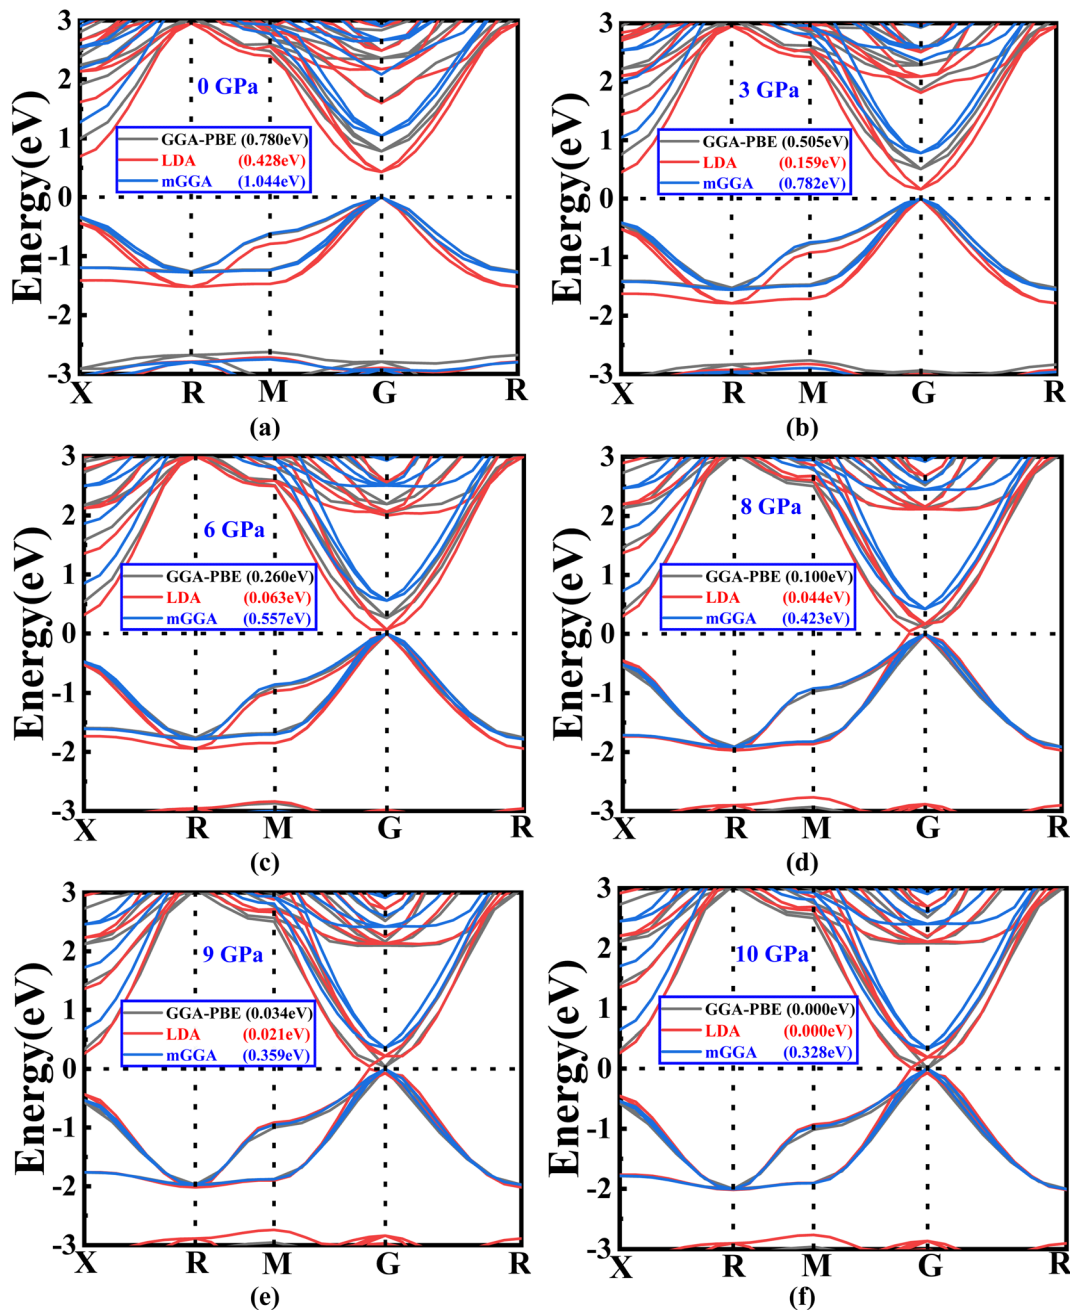 3
2
1
0
-1
-2
-3
Energy(eV)
0 GPa
GGA-PBE (0.780eV)
LDA (0.428eV)
mGGA (1.044eV)
X R M G R
(a)
3
2
1
0
-1
-2
-3
Energy(eV)
3 GPa
GGA-PBE (0.505eV)
LDA (0.159eV)
mGGA (0.782eV)
X R M G R
(b)
3
2
1
0
-1
-2
-3
Energy(eV)
6 GPa
GGA-PBE (0.260eV)
LDA (0.063eV)
mGGA (0.557eV)
X R M G R
(c)
3
2
1
0
-1
-2
-3
Energy(eV)
8 GPa
GGA-PBE (0.100eV)
LDA (0.044eV)
mGGA (0.423eV)
X R M G R
(d)
3
2
1
0
-1
-2
-3
Energy(eV)
9 GPa
GGA-PBE (0.034eV)
LDA (0.021eV)
mGGA (0.359eV)
X R M G R
(e)
3
2
1
0
-1
-2
-3
Energy(eV)
10 GPa
GGA-PBE (0.000eV)
LDA (0.000eV)
mGGA (0.328eV)
X R M G R
(f)